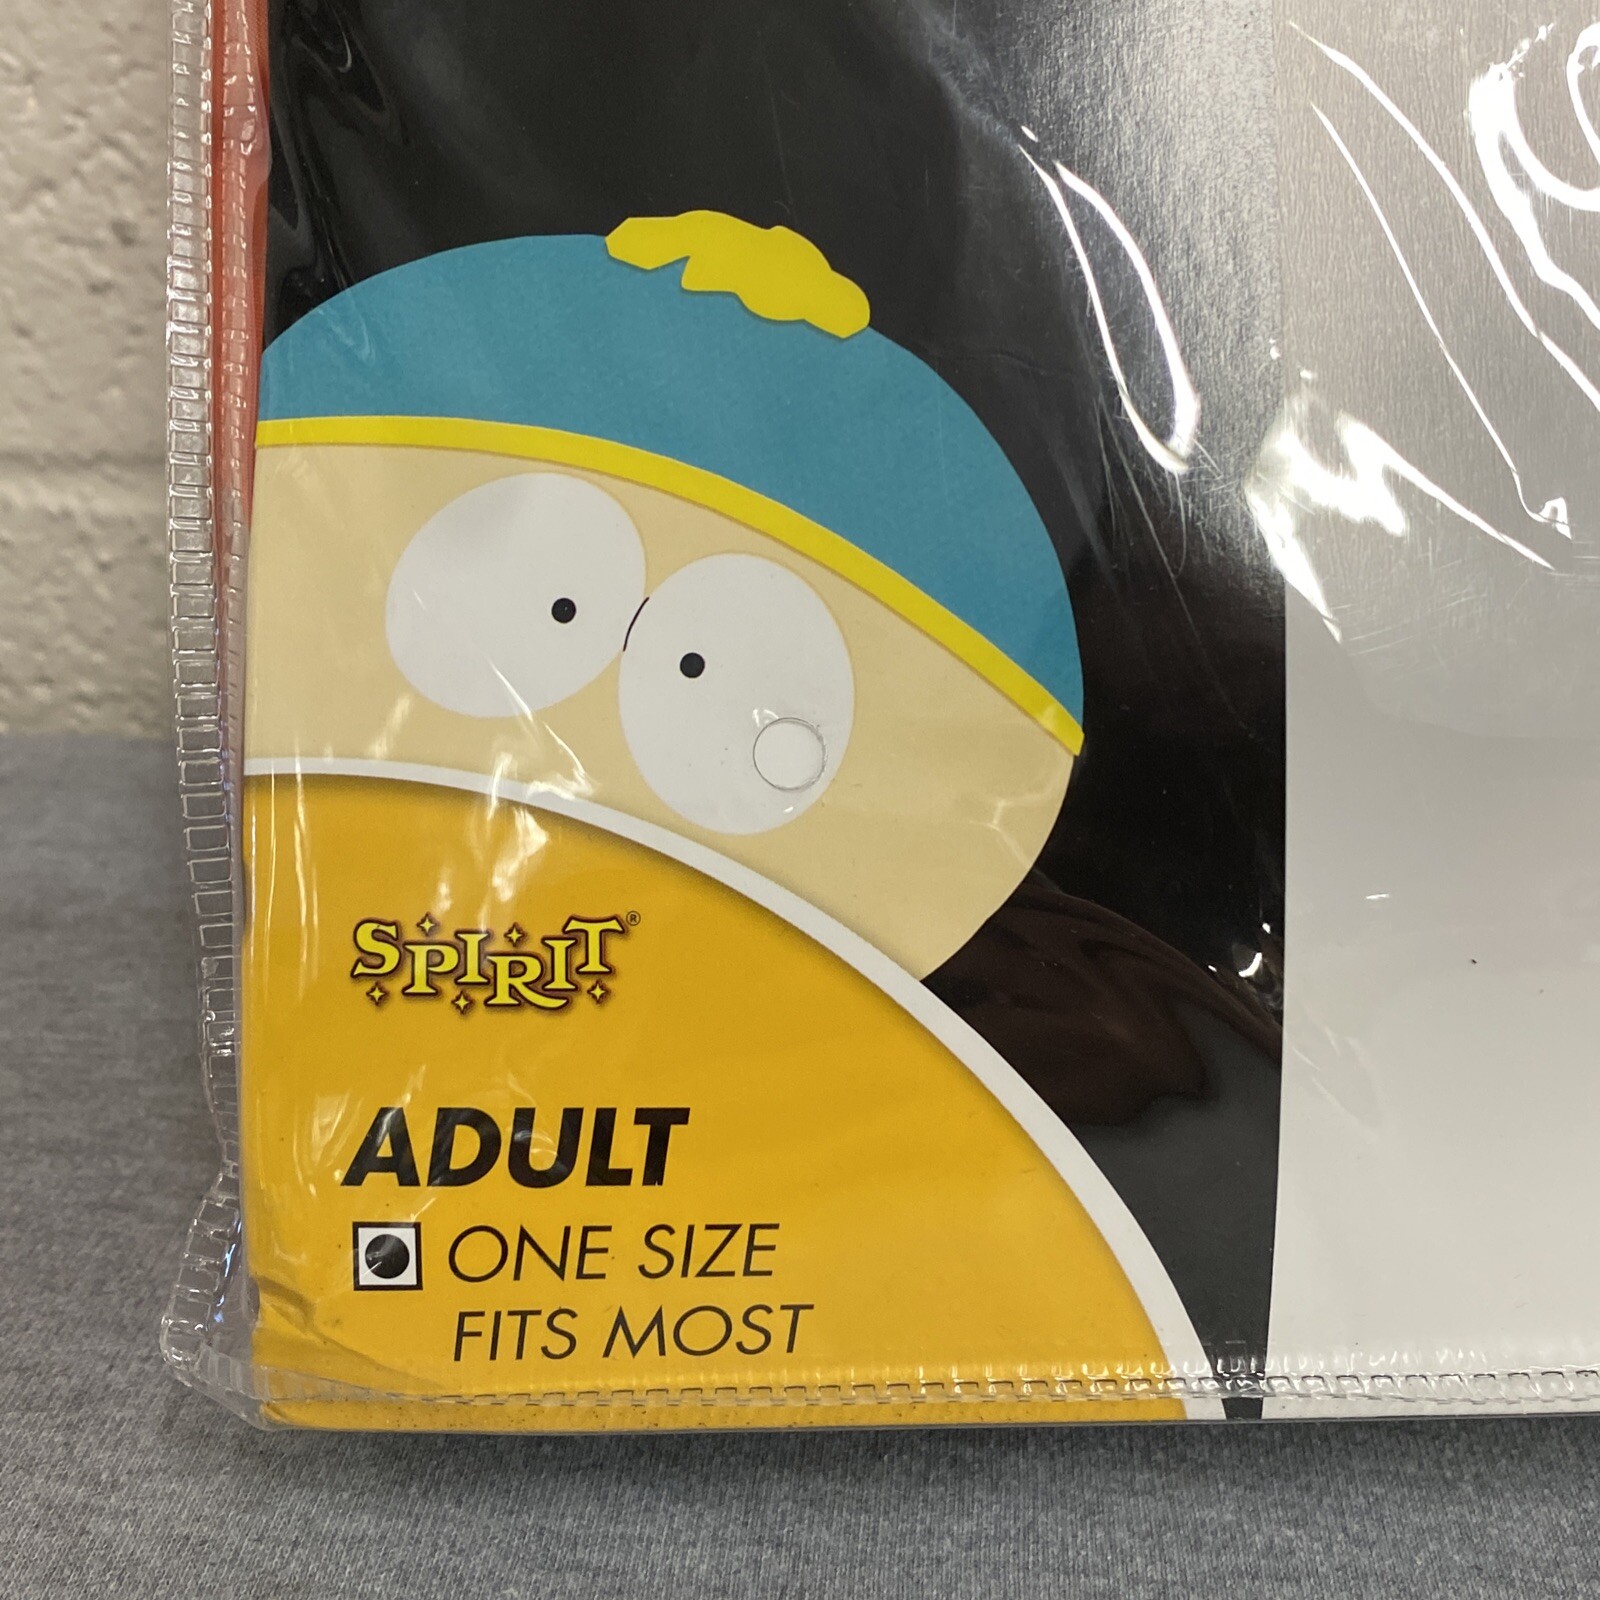 SPIRIT®
ADULT
ONE SIZE
FITS MOST